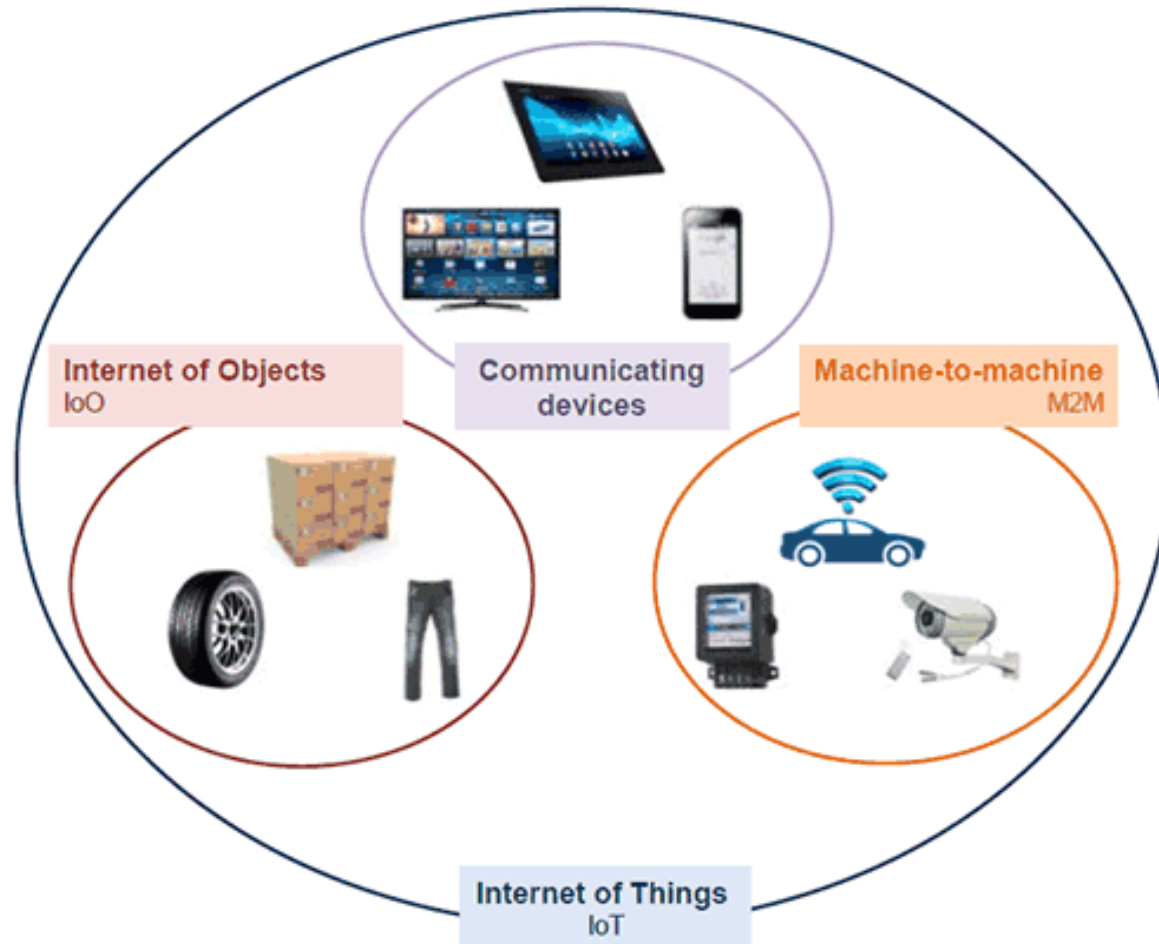 Communicating
devices
Internet of Objects
IoO
Machine-to-machine
M2M
Internet of Things
IoT